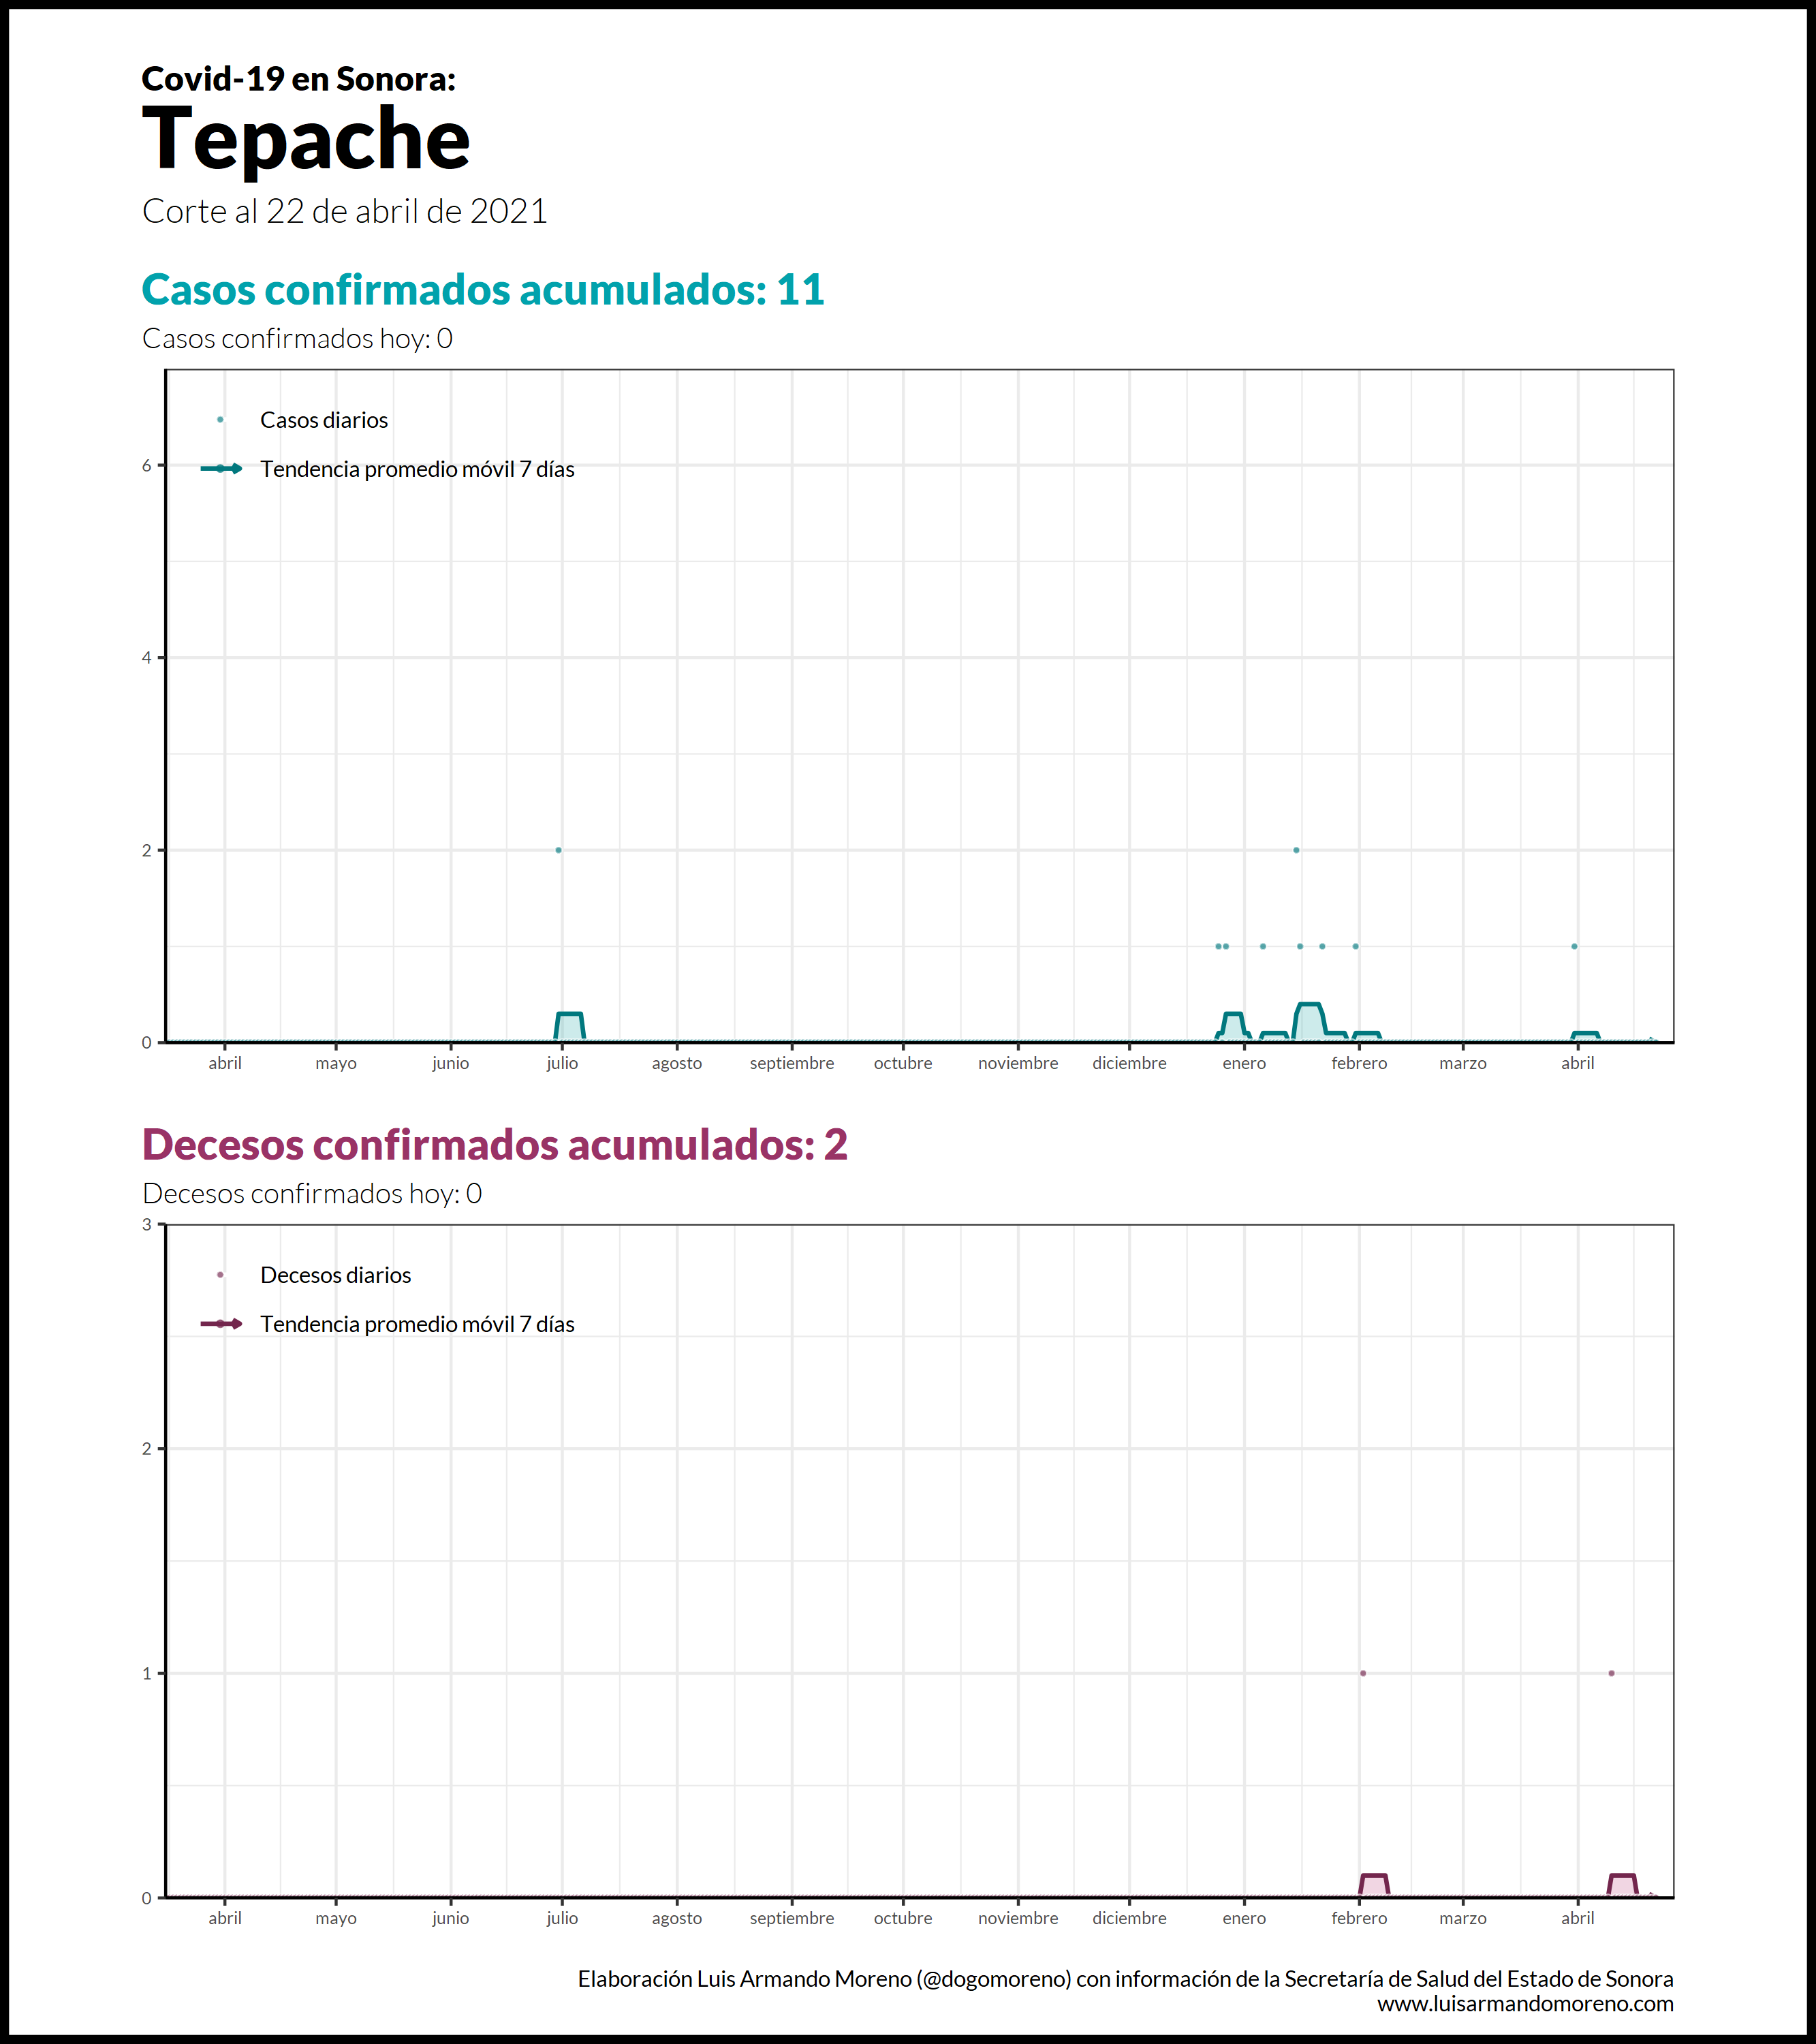 Covid-19 en Sonora:
Tepache
Corte al 22 de abril de 2021
Casos confirmados acumulados: 11
Casos confirmados hoy: 0
Casos diarios
Tendencia promedio móvil 7 días
6
4
2
0
abril mayo junio julio agosto septiembre octubre noviembre diciembre enero febrero marzo abril
Decesos confirmados acumulados: 2
Decesos confirmados hoy: 0
3
Decesos diarios
Tendencia promedio móvil 7 días
2
1
0
abril mayo junio julio agosto septiembre octubre noviembre diciembre enero febrero marzo abril
Elaboración Luis Armando Moreno (@dogomoreno) con información de la Secretaría de Salud del Estado de Sonora
www.luisarmandomoreno.com